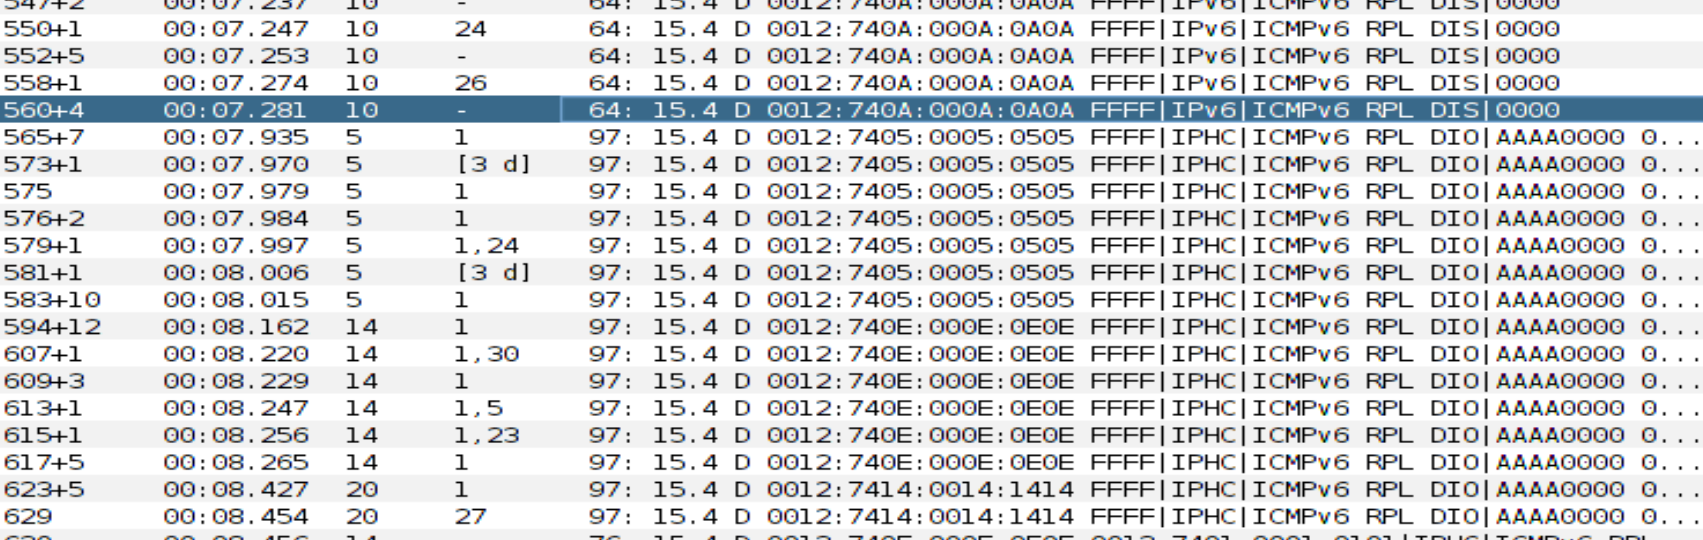 547+2 00:07.237 10 - 64: 15.4 D 0012:740A:000A:0A0A FFFF|IPv6|ICMPv6 RPL DIS|0000
550+1 00:07.247 10 24 64: 15.4 D 0012:740A:000A:0A0A FFFF|IPv6|ICMPv6 RPL DIS|0000
552+5 00:07.253 10 - 64: 15.4 D 0012:740A:000A:0A0A FFFF|IPv6|ICMPv6 RPL DIS|0000
558+1 00:07.274 10 26 64: 15.4 D 0012:740A:000A:0A0A FFFF|IPv6|ICMPv6 RPL DIS|0000
560+4 00:07.281 10 - 64: 15.4 D 0012:740A:000A:0A0A FFFF|IPv6|ICMPv6 RPL DIS|0000
565+7 00:07.935 5 1 97: 15.4 D 0012:7405:0005:0505 FFFF|IPHC|ICMPv6 RPL DIO|AAAA0000 0...
573+1 00:07.970 5 [3 d] 97: 15.4 D 0012:7405:0005:0505 FFFF|IPHC|ICMPv6 RPL DIO|AAAA0000 0...
575 00:07.979 5 1 97: 15.4 D 0012:7405:0005:0505 FFFF|IPHC|ICMPv6 RPL DIO|AAAA0000 0...
576+2 00:07.984 5 1 97: 15.4 D 0012:7405:0005:0505 FFFF|IPHC|ICMPv6 RPL DIO|AAAA0000 0...
579+1 00:07.997 5 1,24 97: 15.4 D 0012:7405:0005:0505 FFFF|IPHC|ICMPv6 RPL DIO|AAAA0000 0...
581+1 00:08.006 5 [3 d] 97: 15.4 D 0012:7405:0005:0505 FFFF|IPHC|ICMPv6 RPL DIO|AAAA0000 0...
583+10 00:08.015 5 1 97: 15.4 D 0012:7405:0005:0505 FFFF|IPHC|ICMPv6 RPL DIO|AAAA0000 0...
594+12 00:08.162 14 1 97: 15.4 D 0012:740E:000E:0E0E FFFF|IPHC|ICMPv6 RPL DIO|AAAA0000 0...
607+1 00:08.220 14 1,30 97: 15.4 D 0012:740E:000E:0E0E FFFF|IPHC|ICMPv6 RPL DIO|AAAA0000 0...
609+3 00:08.229 14 1 97: 15.4 D 0012:740E:000E:0E0E FFFF|IPHC|ICMPv6 RPL DIO|AAAA0000 0...
613+1 00:08.247 14 1,5 97: 15.4 D 0012:740E:000E:0E0E FFFF|IPHC|ICMPv6 RPL DIO|AAAA0000 0...
615+1 00:08.256 14 1,23 97: 15.4 D 0012:740E:000E:0E0E FFFF|IPHC|ICMPv6 RPL DIO|AAAA0000 0...
617+5 00:08.265 14 1 97: 15.4 D 0012:740E:000E:0E0E FFFF|IPHC|ICMPv6 RPL DIO|AAAA0000 0...
623+5 00:08.427 20 1 97: 15.4 D 0012:7414:0014:1414 FFFF|IPHC|ICMPv6 RPL DIO|AAAA0000 0...
629 00:08.454 20 27 97: 15.4 D 0012:7414:0014:1414 FFFF|IPHC|ICMPv6 RPL DIO|AAAA0000 0...